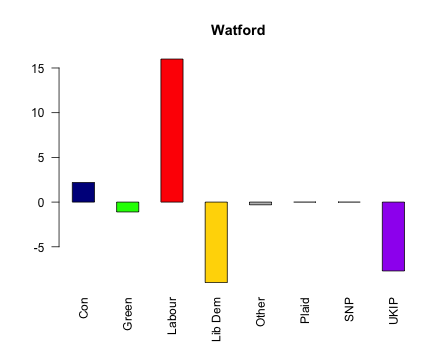 Watford
15
10
5
0
-5
Con
Green
Labour
Lib Dem
Other
Plaid
SNP
UKIP